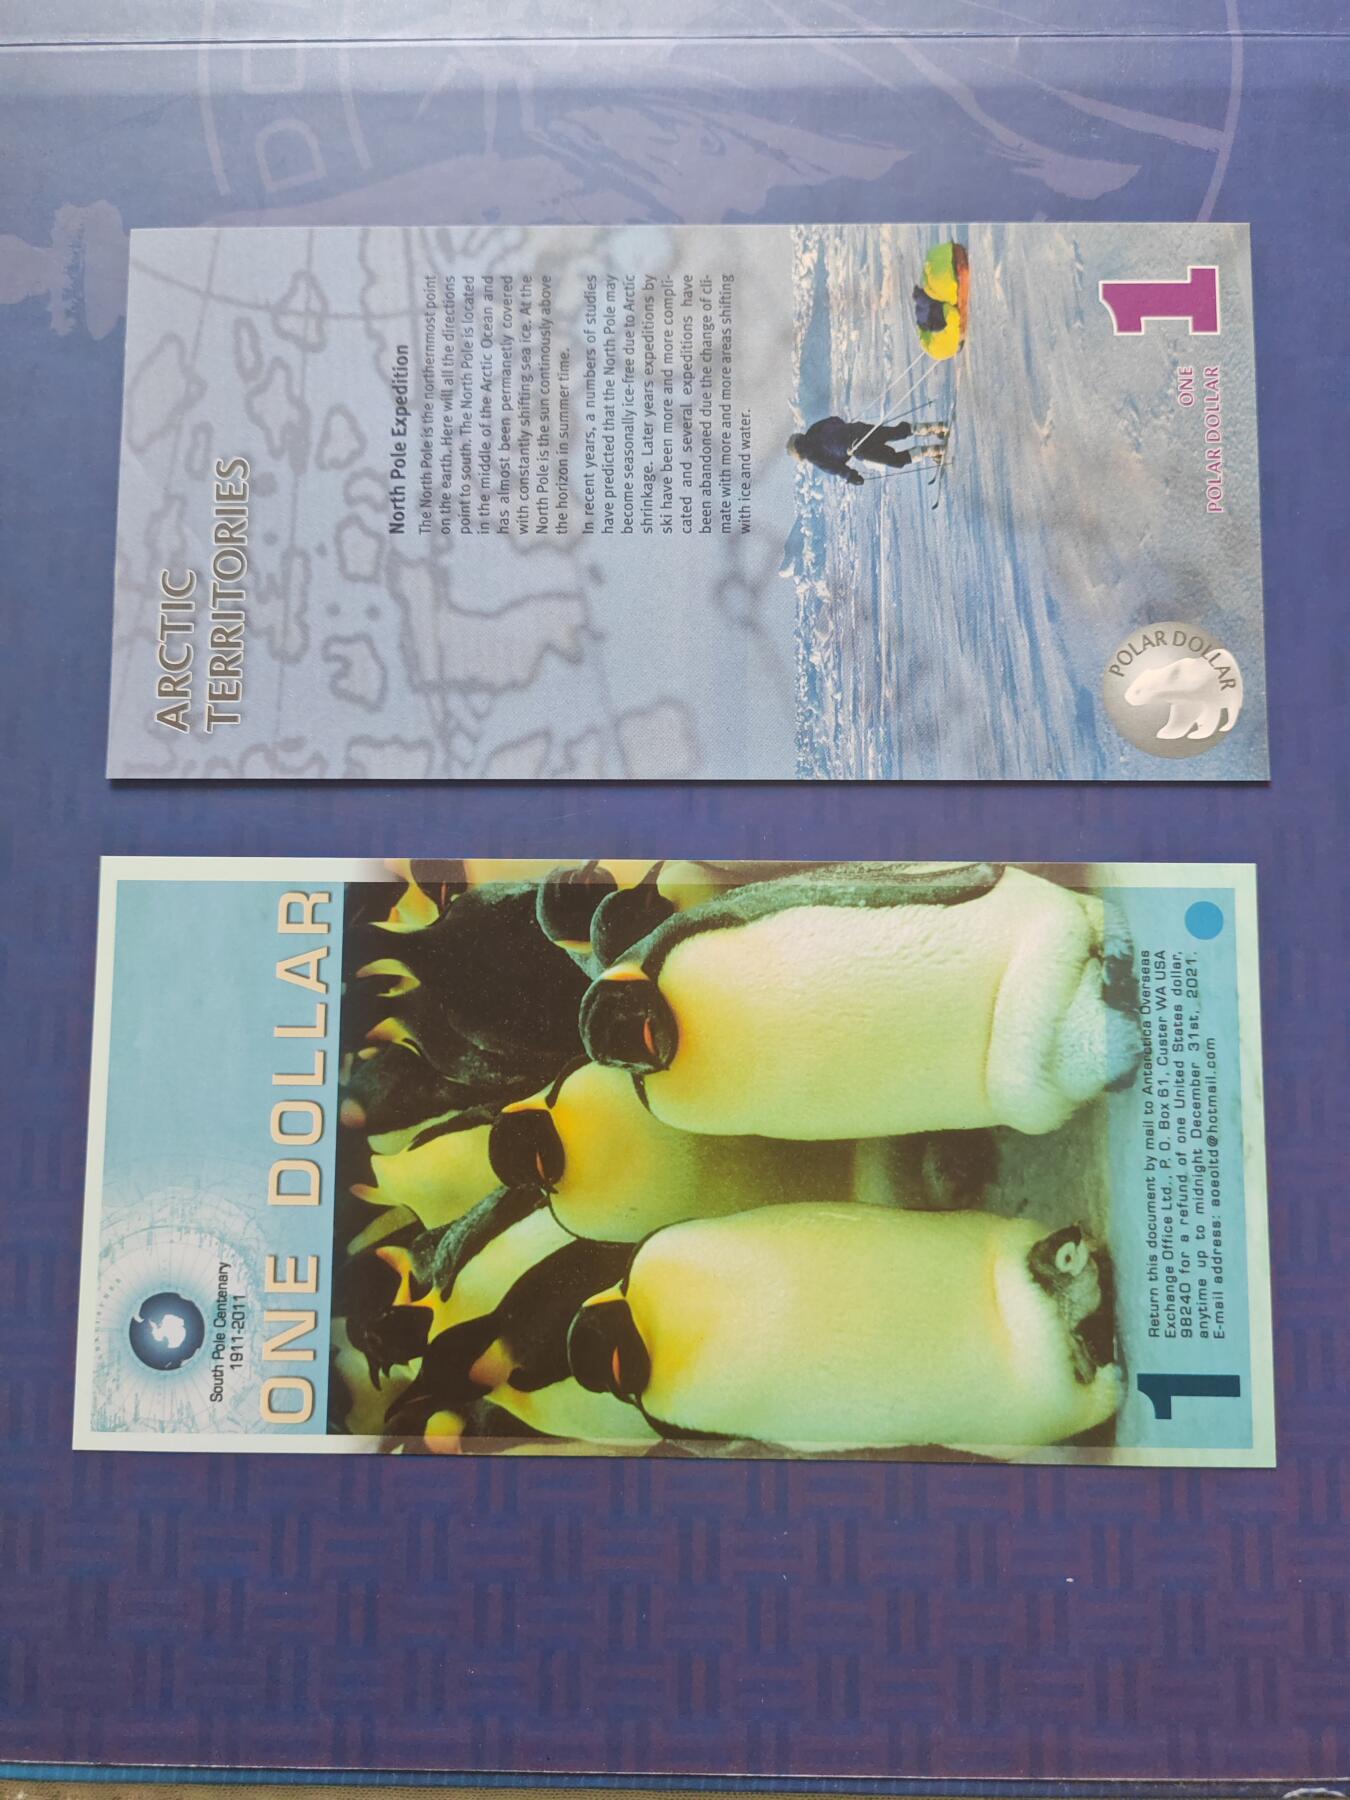 ARCTIC
TERRITORIES
North Pole Expedition
The North Pole is the northernmost point
on the earth. Here will all the directions
point to south. The North Pole is located
in the middle of the Arctic Ocean and
has almost been permanetly covered
with constantly shifting sea ice. At the
North Pole is the sun continously above
the horizon in summer time.
In recent years, a numbers of studies
have predicted that the North Pole may
become seasonally ice-free due to Arctic
shrinkage. Later years expeditions by
ski have been more and more compli-
cated and several expeditions have
been abandoned due the change of cli-
mate with more and more areas shifting
with ice and water.
POLAR DOLLAR
ONE
POLAR DOLLAR
1
South Pole Centenary
1911-2011
ONE DOLLAR
1
Return this document by mail to Antarctica Overseas
Exchange Office Ltd., P. O. Box 61, Custer WA USA
98240 for a refund of one United States dollar,
anytime up to midnight December 31st, 2021.
E-mail address: aoeoltd@hotmail.com